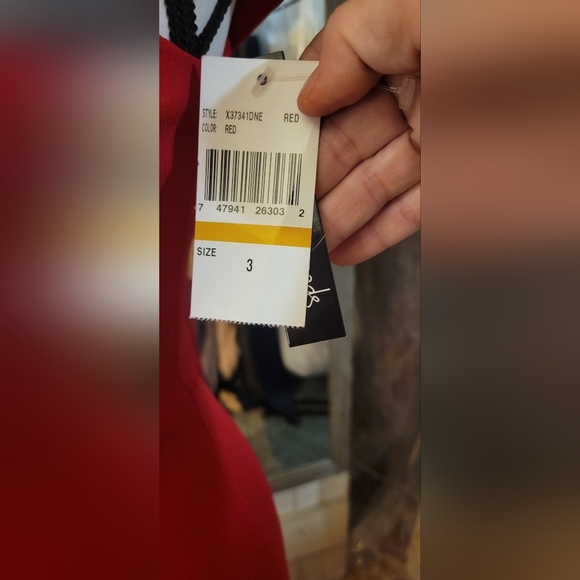 STYLE: X37341DNE RED
COLOR: RED
7 47941 26303 2
SIZE
3